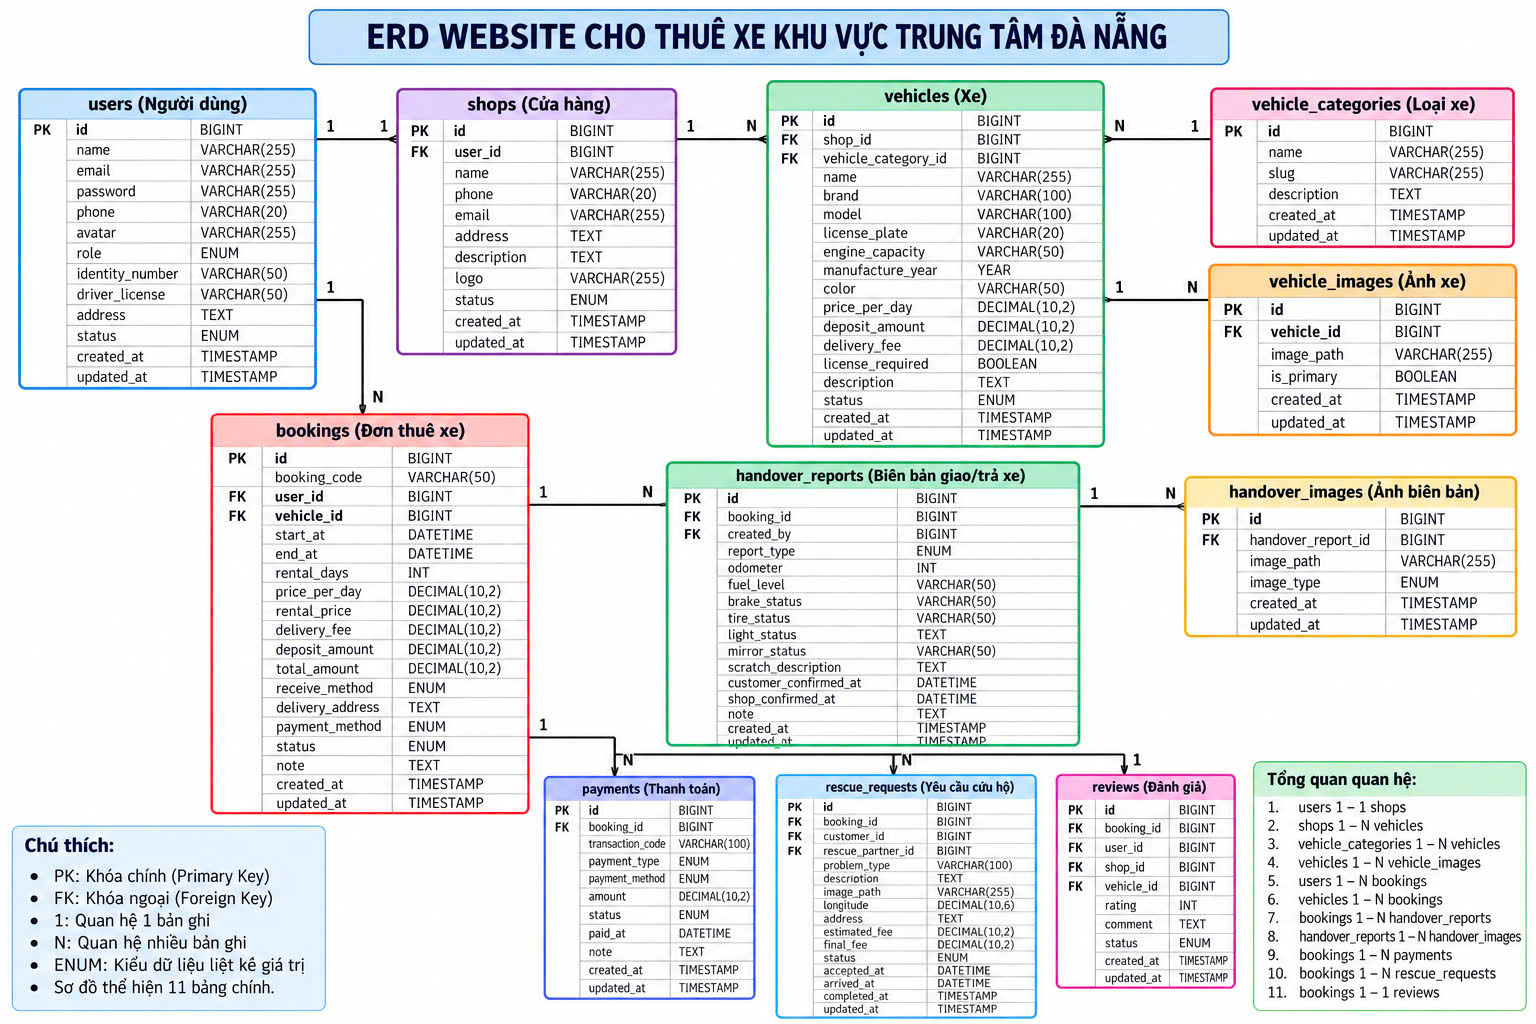 ERD WEBSITE CHO THUÊ XE KHU VỰC TRUNG TÂM ĐÀ NẴNG
users (Người dùng)
PK id BIGINT
name VARCHAR(255)
email VARCHAR(255)
password VARCHAR(255)
phone VARCHAR(20)
avatar VARCHAR(255)
role ENUM
identity_number VARCHAR(50)
driver_license VARCHAR(50)
address TEXT
status ENUM
created_at TIMESTAMP
updated_at TIMESTAMP
1 1
shops (Cửa hàng)
PK id BIGINT
FK user_id BIGINT
name VARCHAR(255)
phone VARCHAR(20)
email VARCHAR(255)
address TEXT
description TEXT
logo VARCHAR(255)
status ENUM
created_at TIMESTAMP
updated_at TIMESTAMP
1 N
vehicles (Xe)
PK id BIGINT
FK shop_id BIGINT
FK vehicle_category_id BIGINT
name VARCHAR(255)
brand VARCHAR(100)
model VARCHAR(100)
license_plate VARCHAR(20)
engine_capacity VARCHAR(50)
manufacture_year YEAR
color VARCHAR(50)
price_per_day DECIMAL(10,2)
deposit_amount DECIMAL(10,2)
delivery_fee DECIMAL(10,2)
license_required BOOLEAN
description TEXT
status ENUM
created_at TIMESTAMP
updated_at TIMESTAMP
N 1
vehicle_categories (Loại xe)
PK id BIGINT
name VARCHAR(255)
slug VARCHAR(255)
description TEXT
created_at TIMESTAMP
updated_at TIMESTAMP
1 N
vehicle_images (Ảnh xe)
PK id BIGINT
FK vehicle_id BIGINT
image_path VARCHAR(255)
is_primary BOOLEAN
created_at TIMESTAMP
updated_at TIMESTAMP
1
N
bookings (Đơn thuê xe)
PK id BIGINT
booking_code VARCHAR(50)
FK user_id BIGINT
FK vehicle_id BIGINT
start_at DATETIME
end_at DATETIME
rental_days INT
price_per_day DECIMAL(10,2)
rental_price DECIMAL(10,2)
delivery_fee DECIMAL(10,2)
deposit_amount DECIMAL(10,2)
total_amount DECIMAL(10,2)
receive_method ENUM
delivery_address TEXT
payment_method ENUM
status ENUM
note TEXT
created_at TIMESTAMP
updated_at TIMESTAMP
1 N
handover_reports (Biên bản giao/trả xe)
PK id BIGINT
FK booking_id BIGINT
FK created_by BIGINT
report_type ENUM
odometer INT
fuel_level VARCHAR(50)
brake_status VARCHAR(50)
tire_status VARCHAR(50)
light_status TEXT
mirror_status VARCHAR(50)
scratch_description TEXT
customer_confirmed_at DATETIME
shop_confirmed_at DATETIME
note TEXT
created_at TIMESTAMP
updated_at TIMESTAMP
1 N
handover_images (Ảnh biên bản)
PK id BIGINT
FK handover_report_id BIGINT
image_path VARCHAR(255)
image_type ENUM
created_at TIMESTAMP
updated_at TIMESTAMP
1
N N 1
payments (Thanh toán)
PK id BIGINT
FK booking_id BIGINT
transaction_code VARCHAR(100)
payment_type ENUM
payment_method ENUM
amount DECIMAL(10,2)
status ENUM
paid_at DATETIME
note TEXT
created_at TIMESTAMP
updated_at TIMESTAMP
rescue_requests (Yêu cầu cứu hộ)
PK id BIGINT
FK booking_id BIGINT
FK customer_id BIGINT
FK rescue_partner_id BIGINT
problem_type VARCHAR(100)
description TEXT
image_path VARCHAR(255)
longitude DECIMAL(10,6)
address TEXT
estimated_fee DECIMAL(10,2)
final_fee DECIMAL(10,2)
status ENUM
accepted_at DATETIME
arrived_at DATETIME
completed_at TIMESTAMP
updated_at TIMESTAMP
reviews (Đánh giá)
PK id BIGINT
FK booking_id BIGINT
FK user_id BIGINT
FK shop_id BIGINT
FK vehicle_id BIGINT
rating INT
comment TEXT
status ENUM
created_at TIMESTAMP
updated_at TIMESTAMP
Chú thích:
• PK: Khóa chính (Primary Key)
• FK: Khóa ngoại (Foreign Key)
• 1: Quan hệ 1 bản ghi
• N: Quan hệ nhiều bản ghi
• ENUM: Kiểu dữ liệu liệt kê giá trị
• Sơ đồ thể hiện 11 bảng chính.
Tổng quan quan hệ:
1. users 1 – 1 shops
2. shops 1 – N vehicles
3. vehicle_categories 1 – N vehicles
4. vehicles 1 – N vehicle_images
5. users 1 – N bookings
6. vehicles 1 – N bookings
7. bookings 1 – N handover_reports
8. handover_reports 1 – N handover_images
9. bookings 1 – N payments
10. bookings 1 – N rescue_requests
11. bookings 1 – 1 reviews